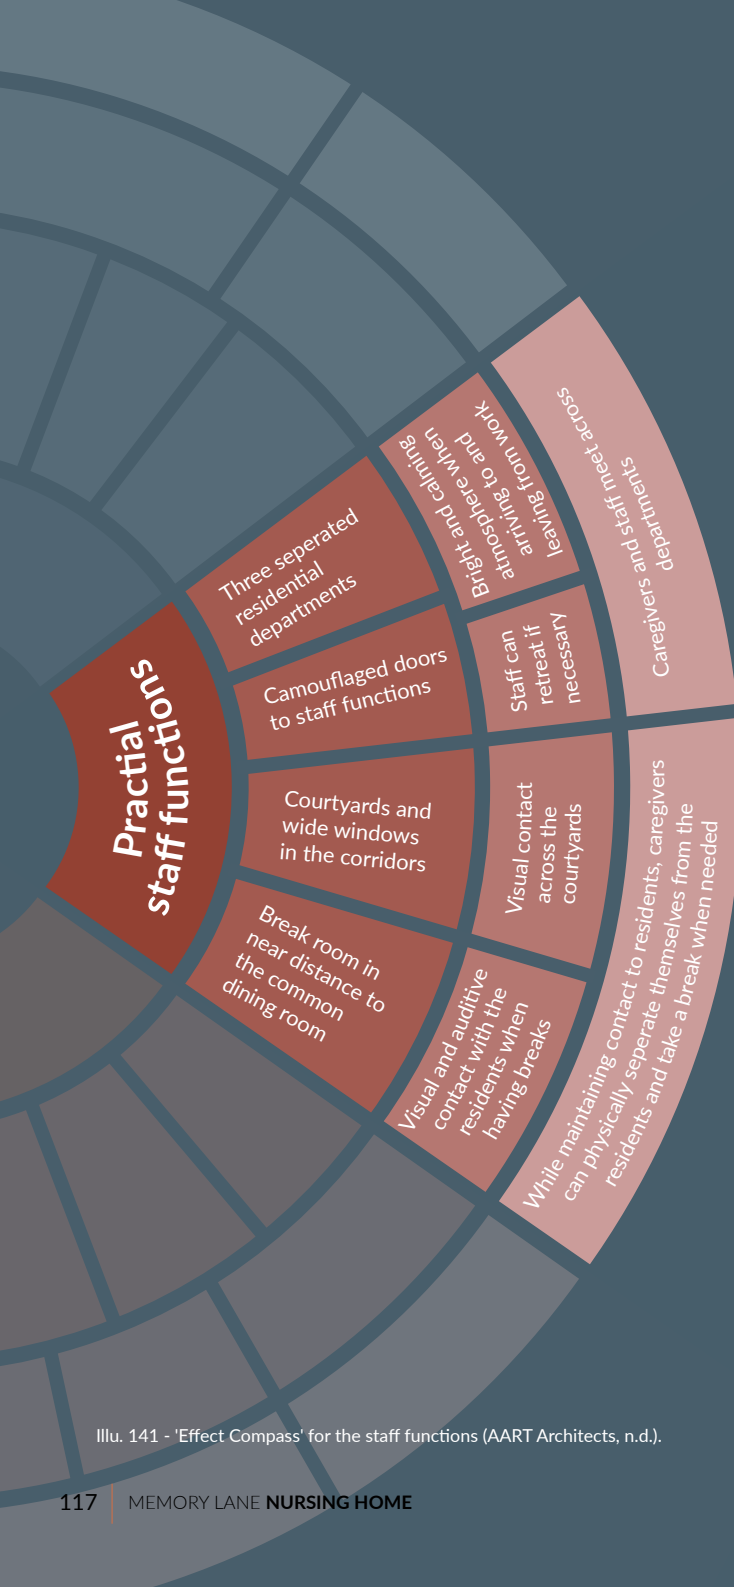 Practial
staff functions
Three seperated
residential
departments
Camouflaged doors
to staff functions
Courtyards and
wide windows
in the corridors
Break room in
near distance to
the common
dining room
Bright and calming
atmosphere when
arriving to and
leaving from work
Staff can
retreat if
necessary
Visual contact
across the
courtyards
Visual and auditive
contact with the
residents when
having breaks
Caregivers and staff meet across
departments
While maintaining contact to residents, caregivers
can physically seperate themselves from the
residents and take a break when needed
Illu. 141 - 'Effect Compass' for the staff functions (AART Architects, n.d.).
117 MEMORY LANE NURSING HOME